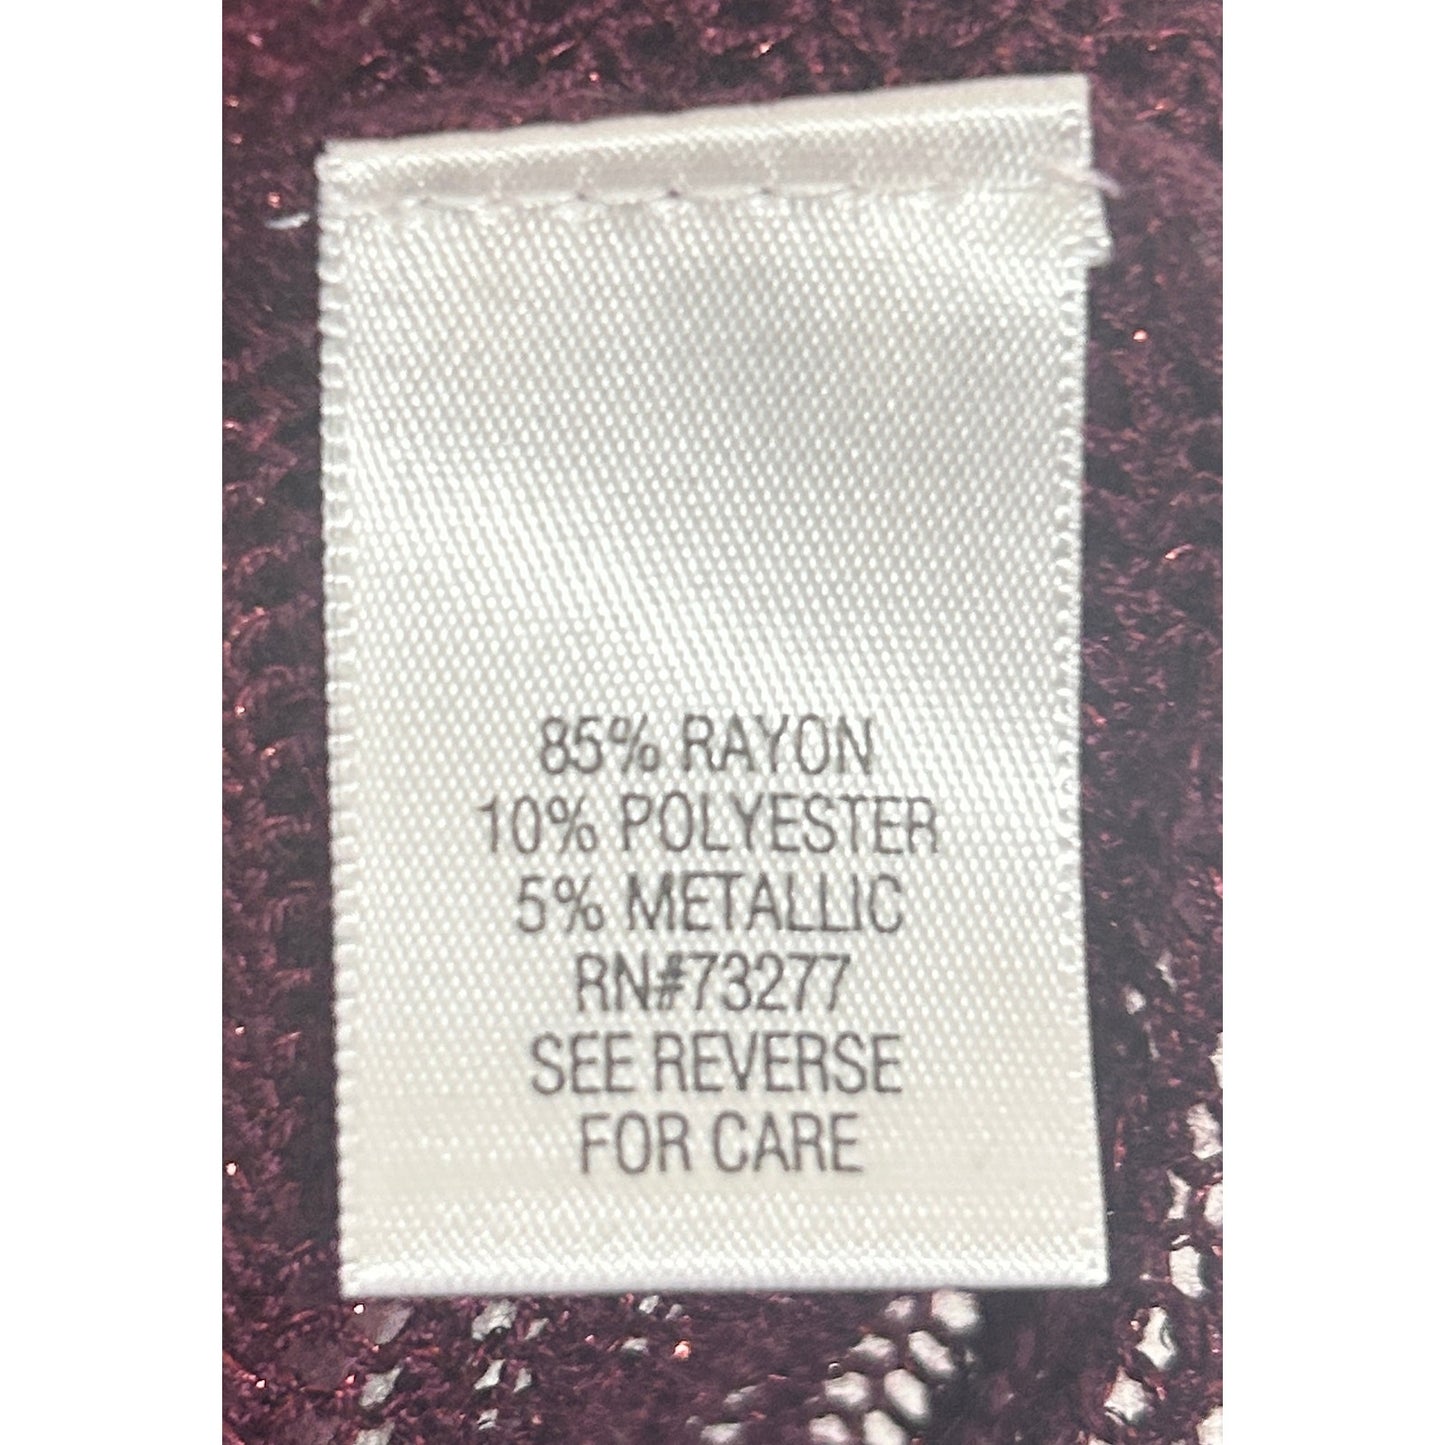 85% RAYON
10% POLYESTER
5% METALLIC
RN#73277
SEE REVERSE
FOR CARE